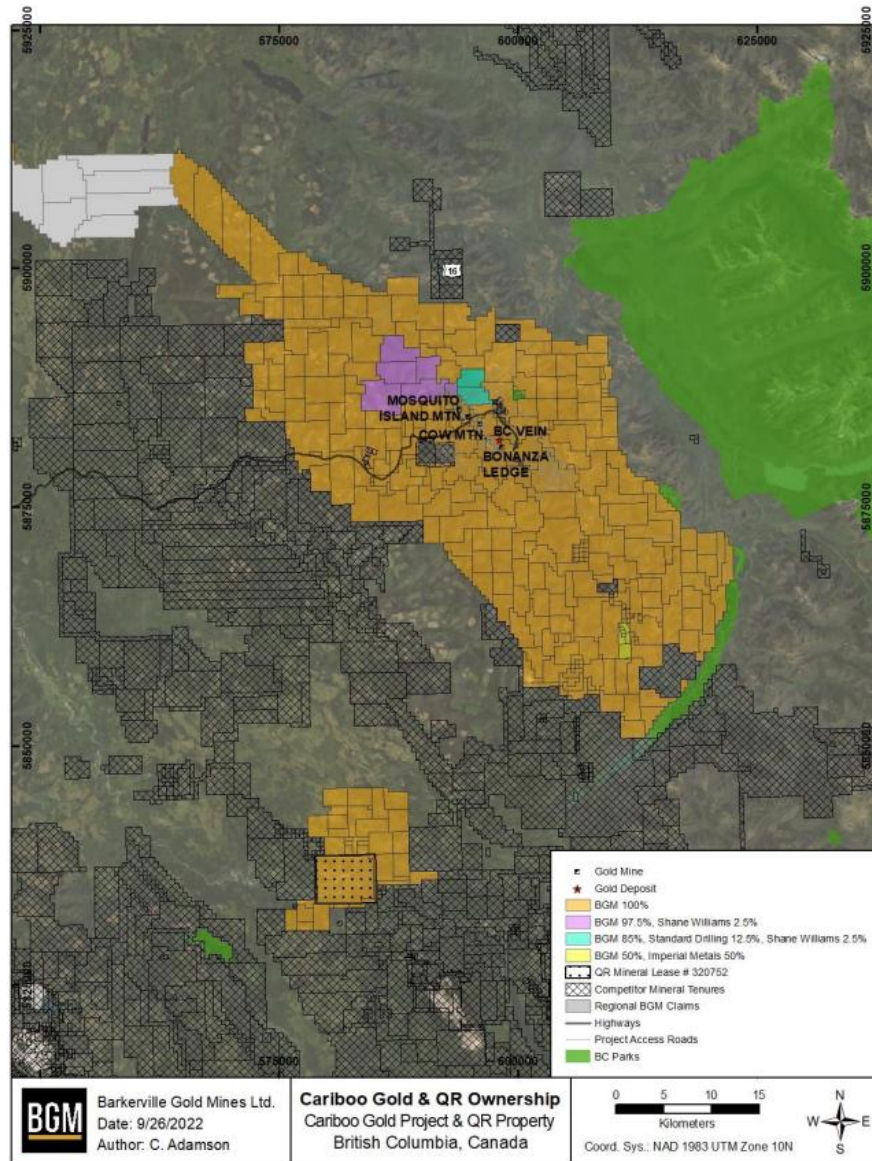 575000
600000
625000
5925000
5925000
5900000
5900000
16
MOSQUITO
ISLAND MTN.
COW MTN.
BC VEIN
BONANZA
LEDGE
5875000
5875000
5850000
5850000
Gold Mine
Gold Deposit
BGM 100%
BGM 97.5%, Shane Williams 2.5%
BGM 85%, Standard Drilling 12.5%, Shane Williams 2.5%
BGM 50%, Imperial Metals 50%
QR Mineral Lease # 320752
Competitor Mineral Tenures
Regional BGM Claims
Highways
Project Access Roads
BC Parks
575000
600000
BGM
Barkerville Gold Mines Ltd.
Date: 9/26/2022
Author: C. Adamson
Cariboo Gold & QR Ownership
Cariboo Gold Project & QR Property
British Columbia, Canada
0 5 10 15
Kilometers
Coord. Sys.: NAD 1983 UTM Zone 10N
N
W E
S